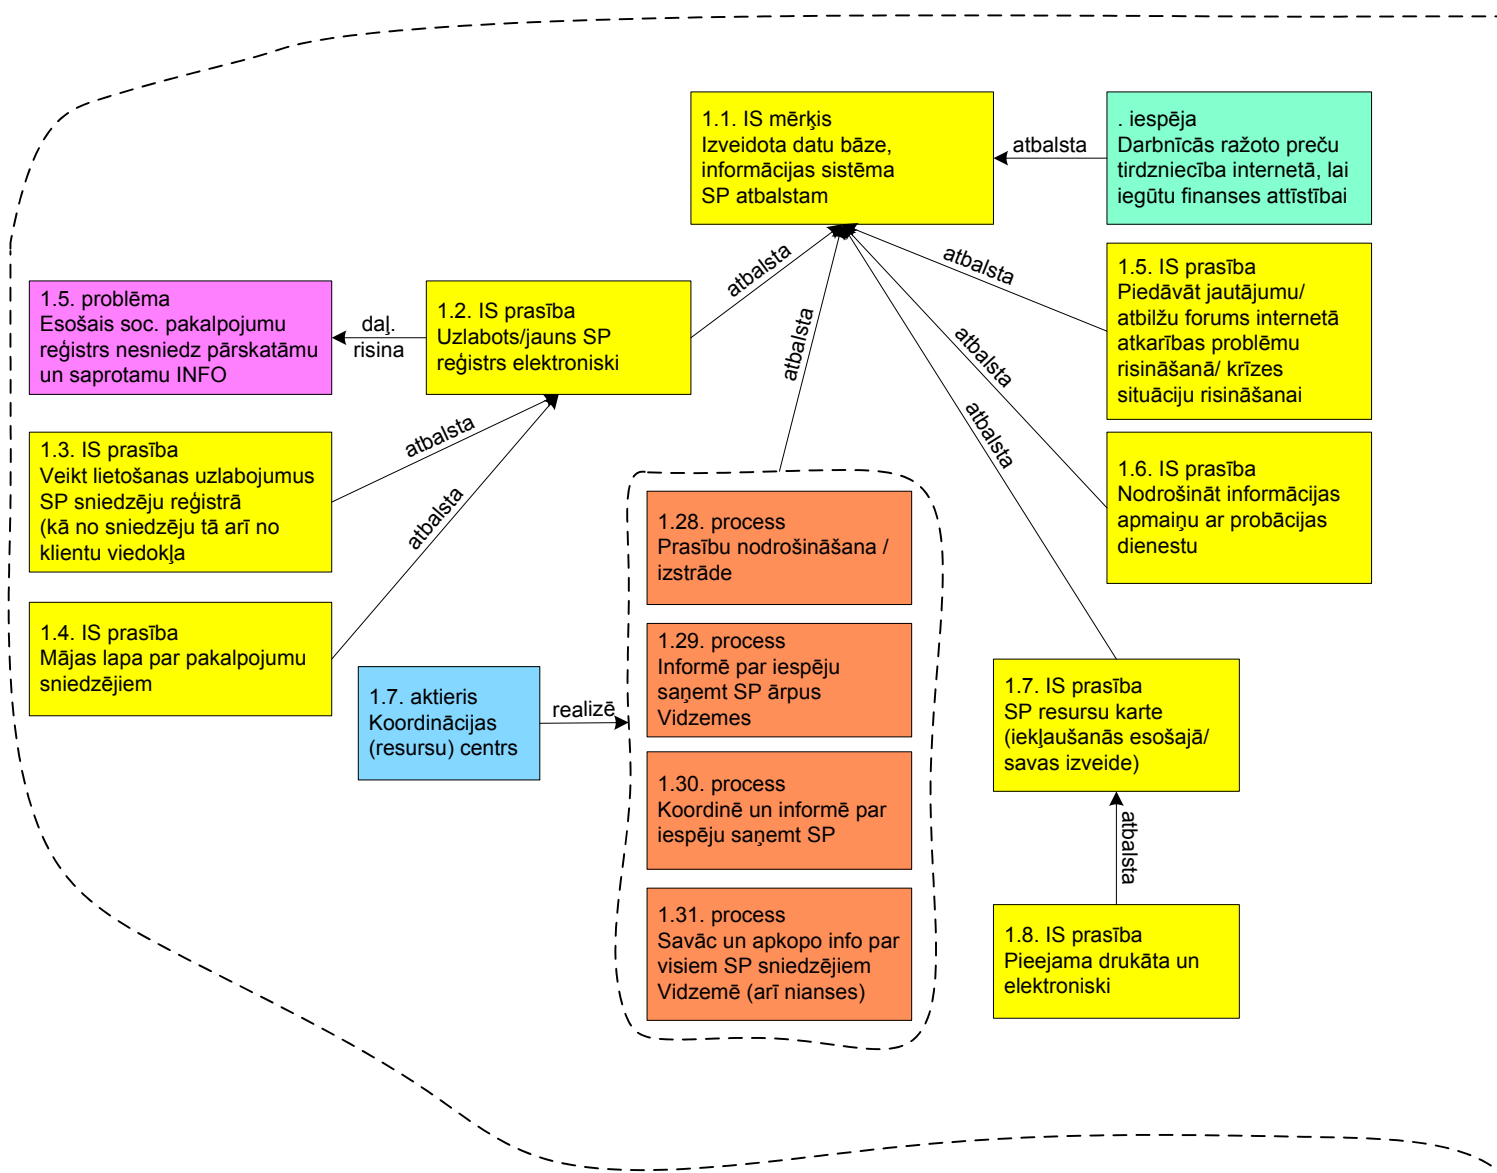 1.1. IS mērķis
Izveidota datu bāze,
informācijas sistēma
SP atbalstam
atbalsta
. iespēja
Darbnīcās ražoto preču
tirdzniecība internetā, lai
iegūtu finanses attīstībai
1.5. problēma
Esošais soc. pakalpojumu
reģistrs nesniedz pārskatāmu
un saprotamu INFO
daļ.
risina
1.2. IS prasība
Uzlabots/jauns SP
reģistrs elektroniski
atbalsta
atbalsta
atbalsta
atbalsta
atbalsta
1.5. IS prasība
Piedāvāt jautājumu/
atbilžu forums internetā
atkarības problēmu
risināšanā/ krīzes
situāciju risināšanai
1.3. IS prasība
Veikt lietošanas uzlabojumus
SP sniedzēju reģistrā
(kā no sniedzēju tā arī no
klientu viedokļa
atbalsta
atbalsta
1.6. IS prasība
Nodrošināt informācijas
apmaiņu ar probācijas
dienestu
1.4. IS prasība
Mājas lapa par pakalpojumu
sniedzējiem
1.7. aktieris
Koordinācijas
(resursu) centrs
realizē
1.28. process
Prasību nodrošināšana /
izstrāde
1.29. process
Informē par iespēju
saņemt SP ārpus
Vidzemes
1.30. process
Koordinē un informē par
iespēju saņemt SP
1.31. process
Savāc un apkopo info par
visiem SP sniedzējiem
Vidzemē (arī nianses)
1.7. IS prasība
SP resursu karte
(iekļaušanās esošajā/
savas izveide)
atbalsta
1.8. IS prasība
Pieejama drukāta un
elektroniski